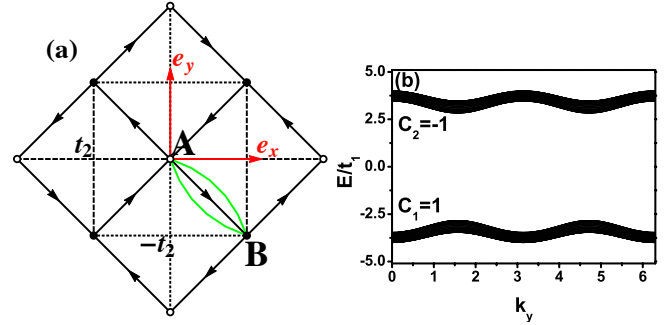 (a)
e_y
A
t_2
e_x
-t_2
B
(b)
5.0
2.5
0.0
-2.5
-5.0
E/t_1
C_2=-1
C_1=1
0 1 2 3 4 5 6
k_y